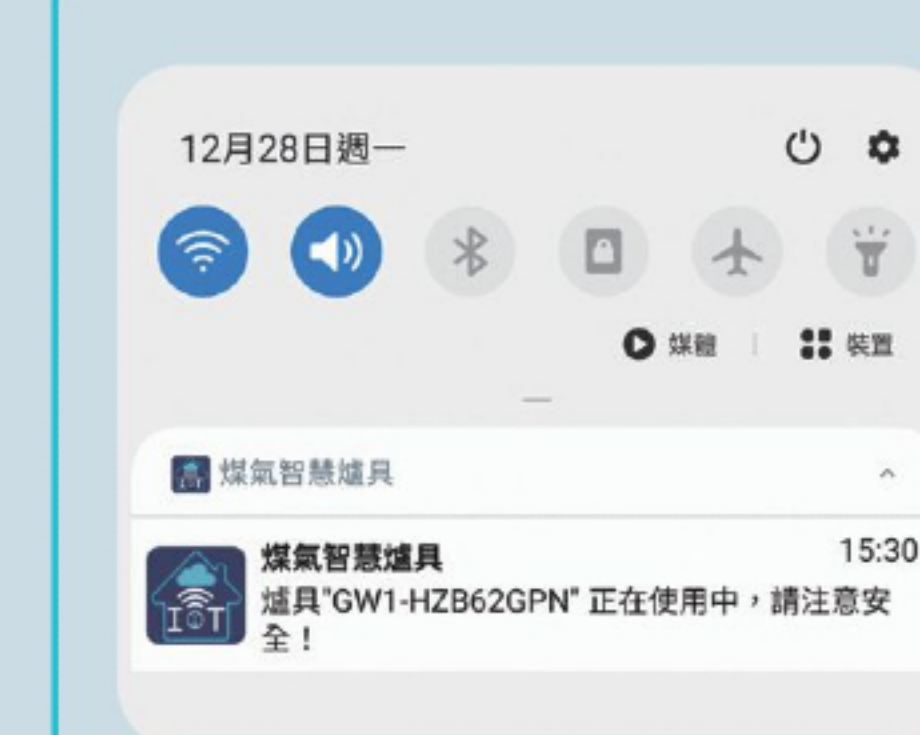 12月28日週一
媒體 | 裝置
煤氣智慧爐具
煤氣智慧爐具 15:30
爐具"GW1-HZB62GPN" 正在使用中，請注意安
全！
IOT